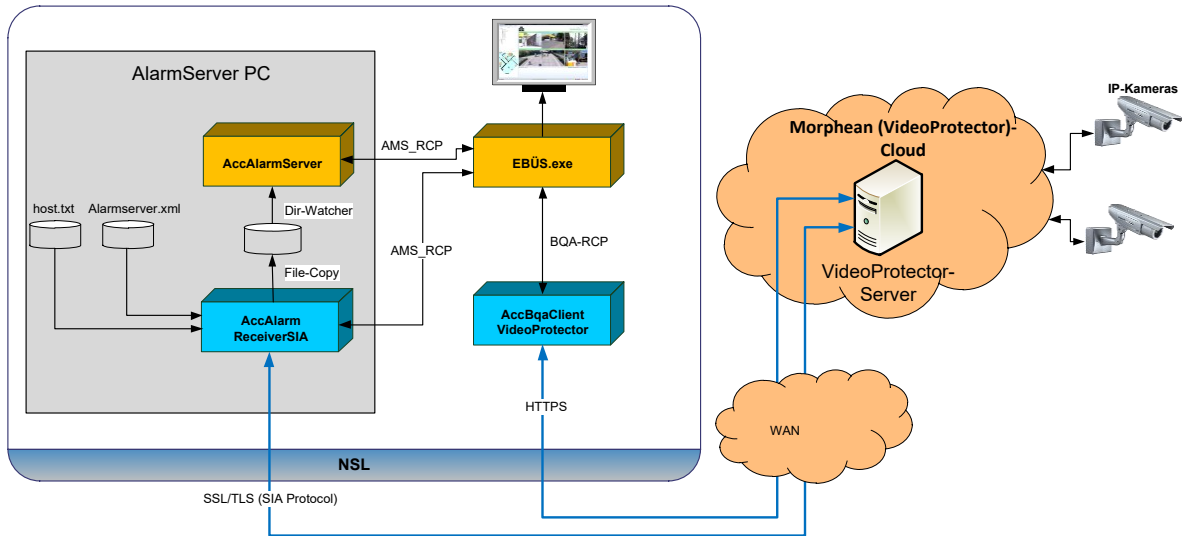 AlarmServer PC
AccAlarmServer
AMS_RCP
EBÜS.exe
host.txt
Alarmserver.xml
Dir-Watcher
File-Copy
AMS_RCP
BQA-RCP
AccAlarm
ReceiverSIA
AccBqaClient
VideoProtector
HTTPS
NSL
SSL/TLS (SIA Protocol)
Morphean (VideoProtector)-
Cloud
VideoProtector-
Server
IP-Kameras
WAN